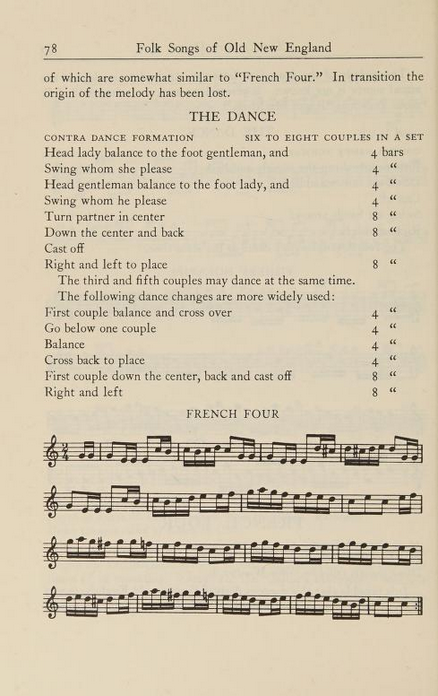 78 Folk Songs of Old New England
of which are somewhat similar to “French Four.” In transition the
origin of the melody has been lost.
THE DANCE
CONTRA DANCE FORMATION SIX TO EIGHT COUPLES IN A SET
Head lady balance to the foot gentleman, and 4 bars
Swing whom she please 4 “
Head gentleman balance to the foot lady, and 4 “
Swing whom he please 4 “
Turn partner in center 8 “
Down the center and back 8 “
Cast off
Right and left to place 8 “
The third and fifth couples may dance at the same time.
The following dance changes are more widely used:
First couple balance and cross over 4 “
Go below one couple 4 “
Balance 4 “
Cross back to place 4 “
First couple down the center, back and cast off 8 “
Right and left 8 “
FRENCH FOUR
2
4